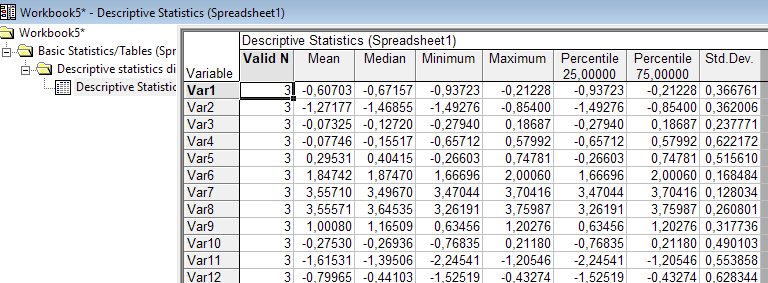 Workbook5* - Descriptive Statistics (Spreadsheet1)
Workbook5*
Basic Statistics/Tables (Spr
Descriptive statistics di
Descriptive Statistic
Descriptive Statistics (Spreadsheet1)
Variable Valid N Mean Median Minimum Maximum Percentile 25,00000 Percentile 75,00000 Std.Dev.
Var1 3 -0,60703 -0,67157 -0,93723 -0,21228 -0,93723 -0,21228 0,366761
Var2 3 -1,27177 -1,46855 -1,49276 -0,85400 -1,49276 -0,85400 0,362006
Var3 3 -0,07325 -0,12720 -0,27940 0,18687 -0,27940 0,18687 0,237771
Var4 3 -0,07746 -0,15517 -0,65712 0,57992 -0,65712 0,57992 0,622172
Var5 3 0,29531 0,40415 -0,26603 0,74781 -0,26603 0,74781 0,515610
Var6 3 1,84742 1,87470 1,66696 2,00060 1,66696 2,00060 0,168484
Var7 3 3,55710 3,49670 3,47044 3,70416 3,47044 3,70416 0,128034
Var8 3 3,55571 3,64535 3,26191 3,75987 3,26191 3,75987 0,260801
Var9 3 1,00080 1,16509 0,63456 1,20276 0,63456 1,20276 0,317736
Var10 3 -0,27530 -0,26936 -0,76835 0,21180 -0,76835 0,21180 0,490103
Var11 3 -1,61531 -1,39506 -2,24541 -1,20546 -2,24541 -1,20546 0,553858
Var12 3 -0,79965 -0,44103 -1,52519 -0,43274 -1,52519 -0,43274 0,628344